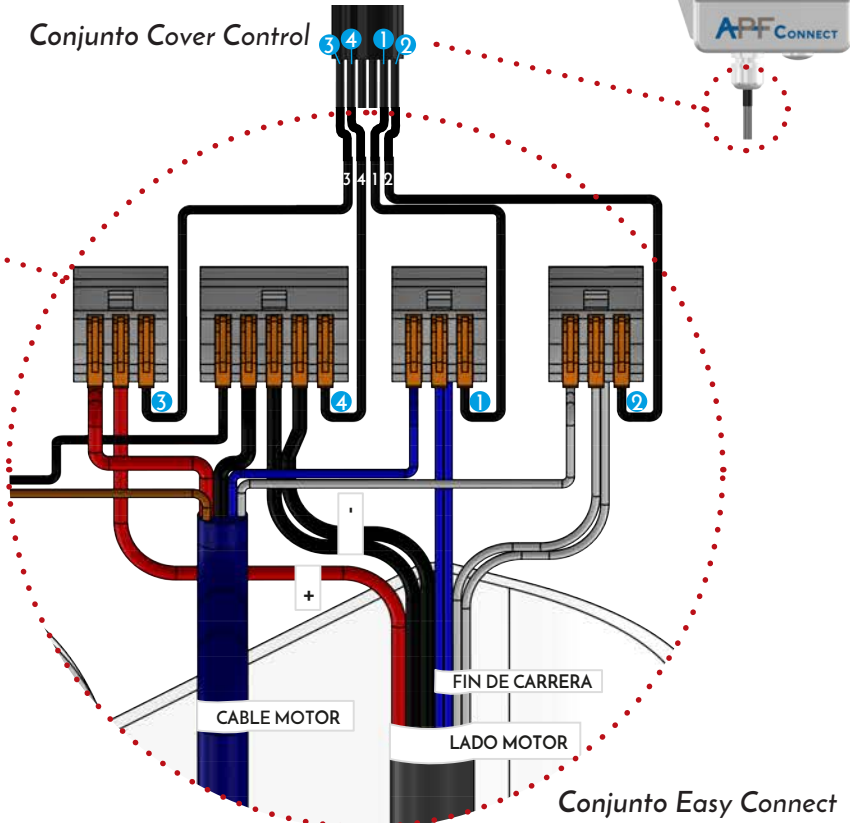 Conjunto Cover Control
3 4 1 2
APF CONNECT
3 4 1 2
3
4
1
2
-
+
FIN DE CARRERA
CABLE MOTOR
LADO MOTOR
Conjunto Easy Connect